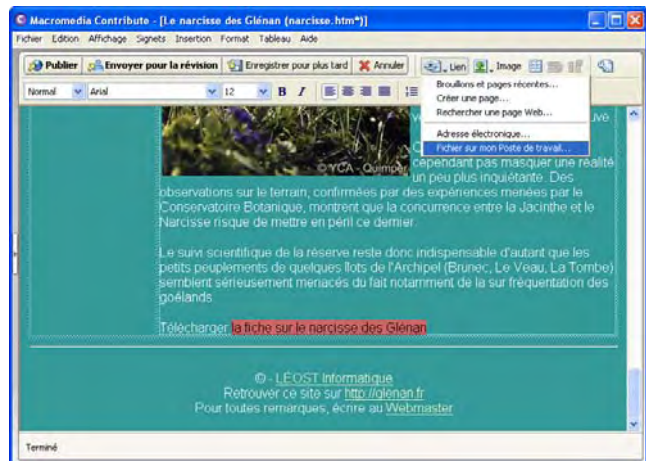 Macromedia Contribute - [Le narcisse des Glénan (narcisse.htm*)]
Fichier Edition Affichage Signets Insertion Format Tableau Aide
Publier Envoyer pour la révision Enregistrer pour plus tard Annuler Lien Image
Normal Arial 12 B I
Brouillons et pages récentes...
Créer une page...
Rechercher une page Web...
Adresse électronique...
Fichier sur mon Poste de travail...
© YCA - Quimper
cependant pas masquer une réalité
un peu plus inquiétante. Des
observations sur le terrain, confirmées par des expériences menées par le
Conservatoire Botanique, montrent que la concurrence entre la Jacinthe et le
Narcisse risque de mettre en péril ce dernier.
Le suivi scientifique de la réserve reste donc indispensable d'autant que les
petits peuplements de quelques îlots de l'Archipel (Brunec, Le Veau, La Tombe)
semblent sérieusement menacés du fait notamment de la sur fréquentation des
goélands
Télécharger la fiche sur le narcisse des Glénan
© - LÉOST Informatique
Retrouver ce site sur http://glenan.fr
Pour toutes remarques, écrire au Webmaster
Terminé